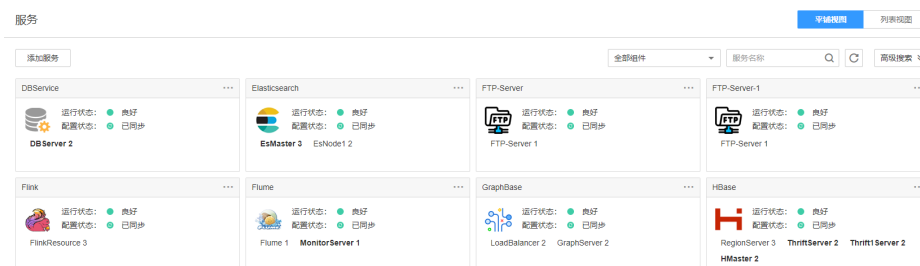 服务
平铺视图 列表视图
添加服务 全部组件 服务名称 高级搜索
DBService
运行状态: 良好
配置状态: 已同步
DBServer 2
Elasticsearch
运行状态: 良好
配置状态: 已同步
EsMaster 3 EsNode1 2
FTP-Server
运行状态: 良好
配置状态: 已同步
FTP
FTP-Server 1
FTP-Server-1
运行状态: 良好
配置状态: 已同步
FTP
FTP-Server 1
Flink
运行状态: 良好
配置状态: 已同步
FlinkResource 3
Flume
运行状态: 良好
配置状态: 已同步
Flume 1 MonitorServer 1
GraphBase
运行状态: 良好
配置状态: 已同步
LoadBalancer 2 GraphServer 2
HBase
运行状态: 良好
配置状态: 已同步
RegionServer 3 ThriftServer 2 Thrift1Server 2
HMaster 2